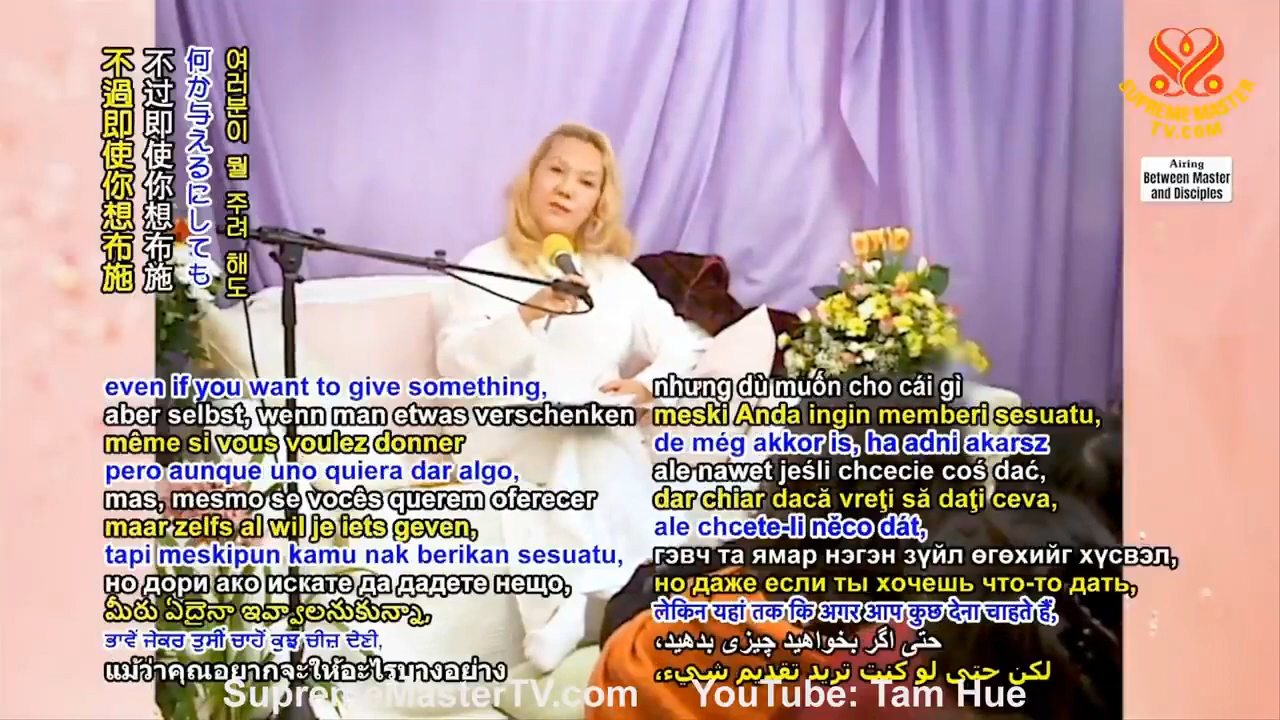 不過即使你想布施
不过即使你想布施
何か与えるにしても
여러분이 뭘 주려 해도
SUPREME MASTER
TV.COM
Airing
Between Master
and Disciples
even if you want to give something,
aber selbst, wenn man etwas verschenken
même si vous voulez donner
pero aunque uno quiera dar algo,
mas, mesmo se vocês querem oferecer
maar zelfs al wil je iets geven,
tapi meskipun kamu nak berikan sesuatu,
но дори ако искате да дадете нещо,
మీరు ఏదైనా ఇవ్వాలనుకున్నా,
ਭਾਵੇਂ ਜੇਕਰ ਤੁਸੀਂ ਚਾਹੋਂ ਕੁਝ ਚੀਜ਼ ਦੇਣੀ,
แม้ว่าคุณอยากจะให้อะไรบางอย่าง
nhưng dù muốn cho cái gì
meski Anda ingin memberi sesuatu,
de még akkor is, ha adni akarsz
ale nawet jeśli chcecie coś dać,
dar chiar dacă vreţi să daţi ceva,
ale chcete-li něco dát,
гэвч та ямар нэгэн зүйл өгөхийг хүсвэл,
но даже если ты хочешь что-то дать,
लेकिन यहां तक कि अगर आप कुछ देना चाहते हैं,
حتی اگر بخواهید چیزی بدهید،
لكن حتى لو كنت تريد تقديم شيء،
SupremeMasterTV.com
YouTube: Tam Hue